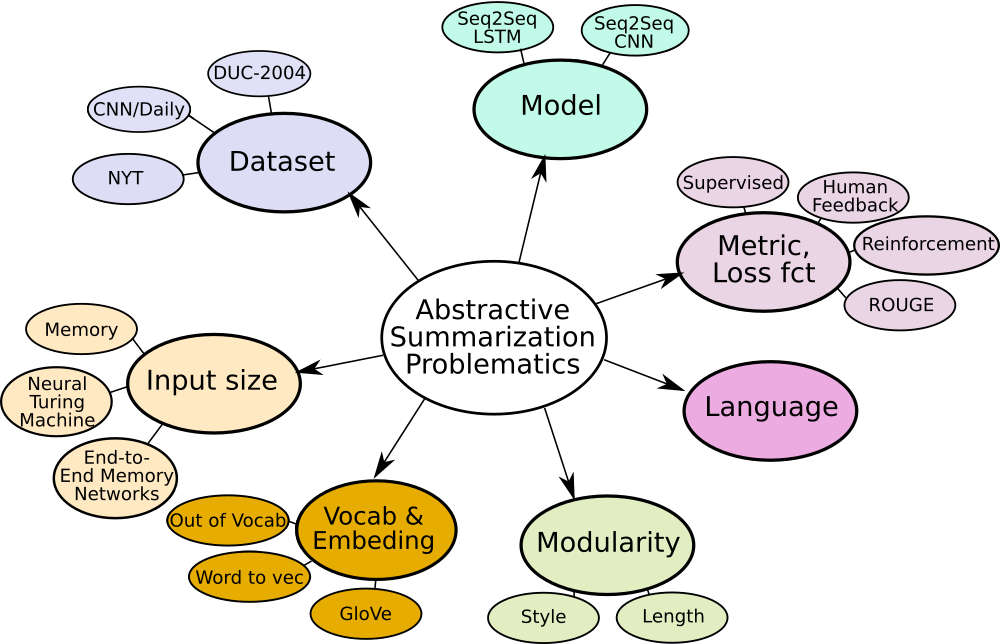 Seq2Seq
LSTM
Seq2Seq
CNN
Model
DUC-2004
CNN/Daily
NYT
Dataset
Supervised
Human
Feedback
Reinforcement
ROUGE
Metric,
Loss fct
Abstractive
Summarization
Problematics
Memory
Neural
Turing
Machine
End-to-
End Memory
Networks
Input size
Language
Out of Vocab
Word to vec
GloVe
Vocab &
Embeding
Modularity
Style
Length